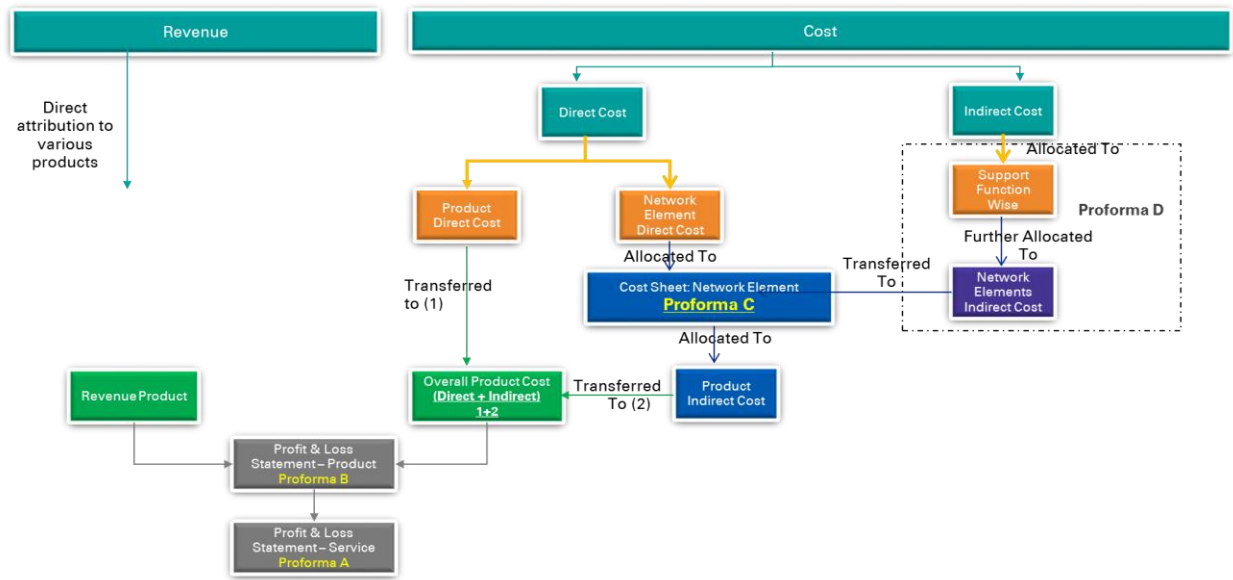 Revenue
Cost
Direct
attribution to
various
products
Direct Cost
Indirect Cost
Allocated To
Product
Direct Cost
Network
Element
Direct Cost
Support
Function
Wise
Proforma D
Allocated To
Further Allocated
To
Transferred
to (1)
Cost Sheet: Network Element
Proforma C
Transferred
To
Network
Elements
Indirect Cost
Allocated To
Revenue Product
Overall Product Cost
(Direct + Indirect)
1+2
Transferred
To (2)
Product
Indirect Cost
Profit & Loss
Statement – Product
Proforma B
Profit & Loss
Statement – Service
Proforma A